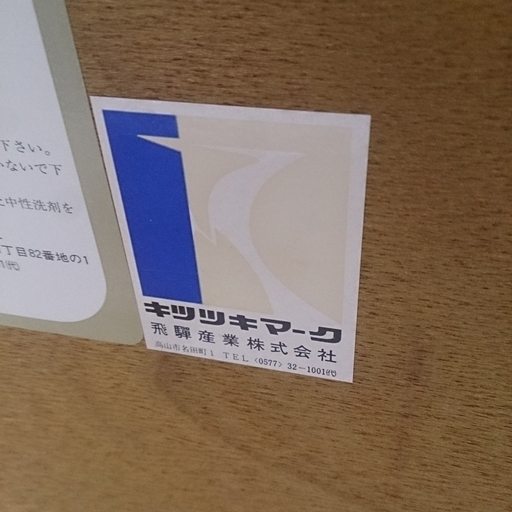 下さい。
いないで下
に中性洗剤を
丁目82番地の1
キツツキマーク
飛騨産業株式会社
高山市名田町1 TEL〈0577〉32-1001㈹